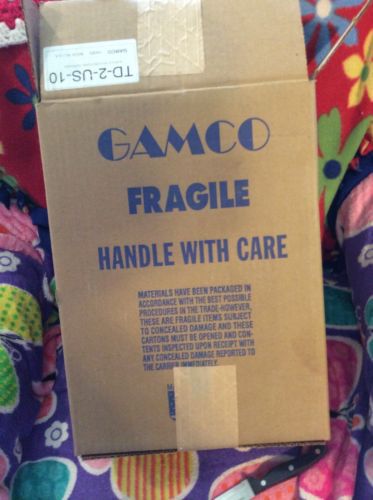 TD-2-US-10
GAMCO
GAMCO
FRAGILE
HANDLE WITH CARE
MATERIALS HAVE BEEN PACKAGED IN
ACCORDANCE WITH THE BEST POSSIBLE
PROCEDURES IN THE TRADE-HOWEVER,
THESE ARE FRAGILE ITEMS SUBJECT
TO CONCEALED DAMAGE AND THESE
CARTONS MUST BE OPENED AND CON-
TENTS INSPECTED UPON RECEIPT WITH
ANY CONCEALED DAMAGE REPORTED TO
THE CARRIER IMMEDIATELY.